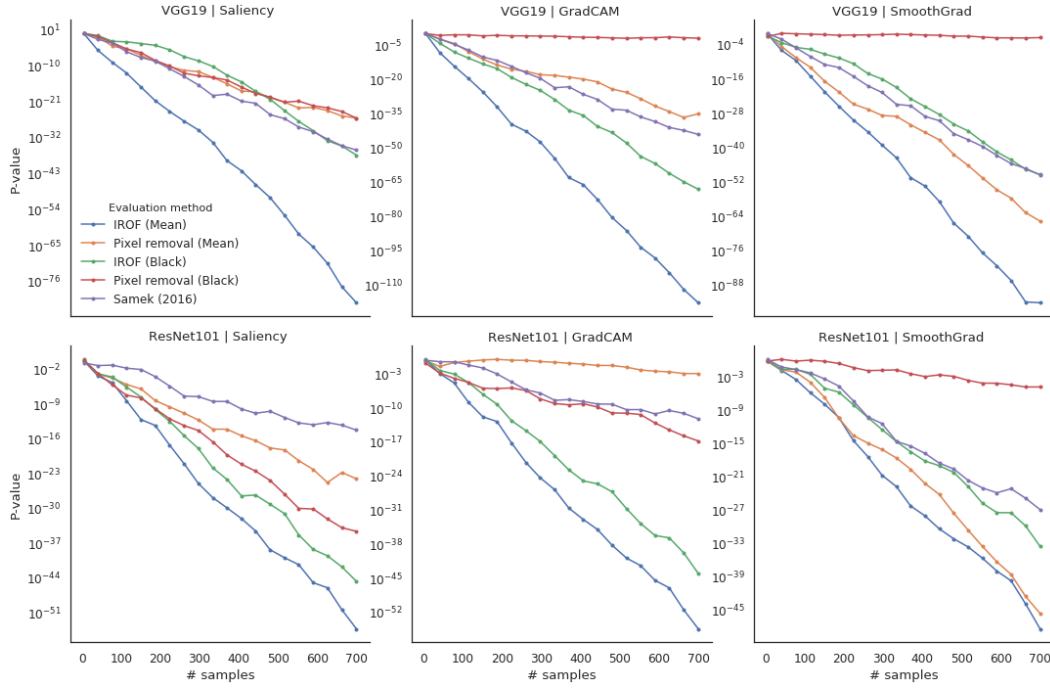 VGG19 | Saliency
VGG19 | GradCAM
VGG19 | SmoothGrad
P-value
10^1
10^-10
10^-21
10^-32
10^-43
10^-54
10^-65
10^-76
Evaluation method
IROF (Mean)
Pixel removal (Mean)
IROF (Black)
Pixel removal (Black)
Samek (2016)
10^-5
10^-20
10^-35
10^-50
10^-65
10^-80
10^-95
10^-110
10^-4
10^-16
10^-28
10^-40
10^-52
10^-64
10^-76
10^-88
ResNet101 | Saliency
ResNet101 | GradCAM
ResNet101 | SmoothGrad
P-value
10^-2
10^-9
10^-16
10^-23
10^-30
10^-37
10^-44
10^-51
10^-3
10^-10
10^-17
10^-24
10^-31
10^-38
10^-45
10^-52
10^-3
10^-9
10^-15
10^-21
10^-27
10^-33
10^-39
10^-45
0 100 200 300 400 500 600 700
0 100 200 300 400 500 600 700
0 100 200 300 400 500 600 700
# samples
# samples
# samples